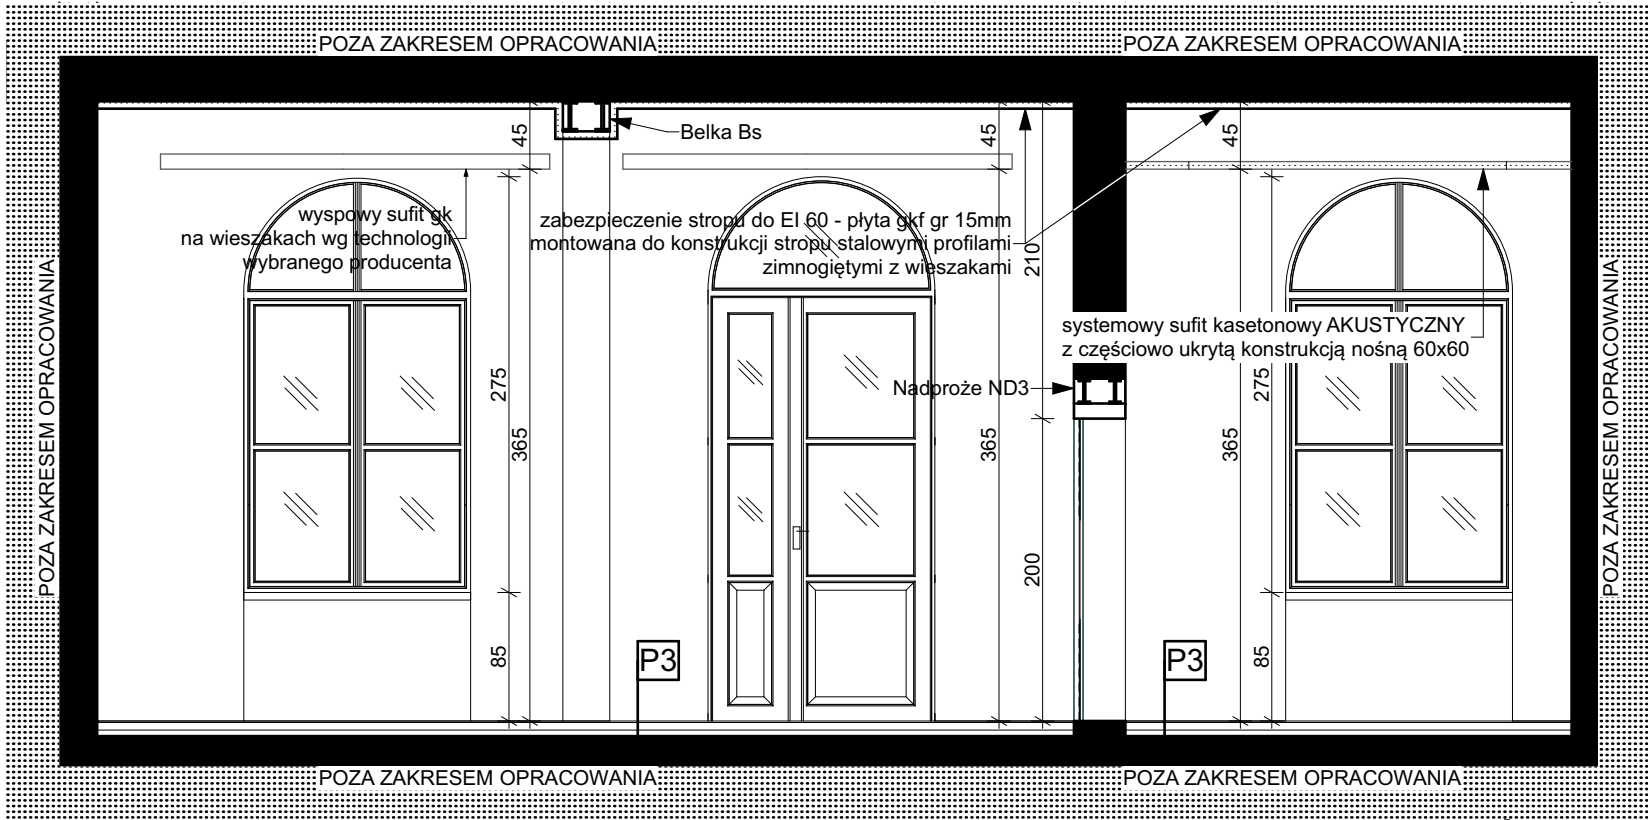 POZA ZAKRESEM OPRACOWANIA
POZA ZAKRESEM OPRACOWANIA
45
Belka Bs
45
45
wyspowy sufit gk
na wieszakach wg technologii
wybranego producenta
zabezpieczenie stropu do EI 60 - płyta gkf gr 15mm
montowana do konstrukcji stropu stalowymi profilami
zimnogiętymi z wieszakami
210
systemowy sufit kasetonowy AKUSTYCZNY
z częściowo ukrytą konstrukcją nośną 60x60
POZA ZAKRESEM OPRACOWANIA
POZA ZAKRESEM OPRACOWANIA
275
Nadproże ND3
275
365
365
365
200
85
P3
P3
85
POZA ZAKRESEM OPRACOWANIA
POZA ZAKRESEM OPRACOWANIA